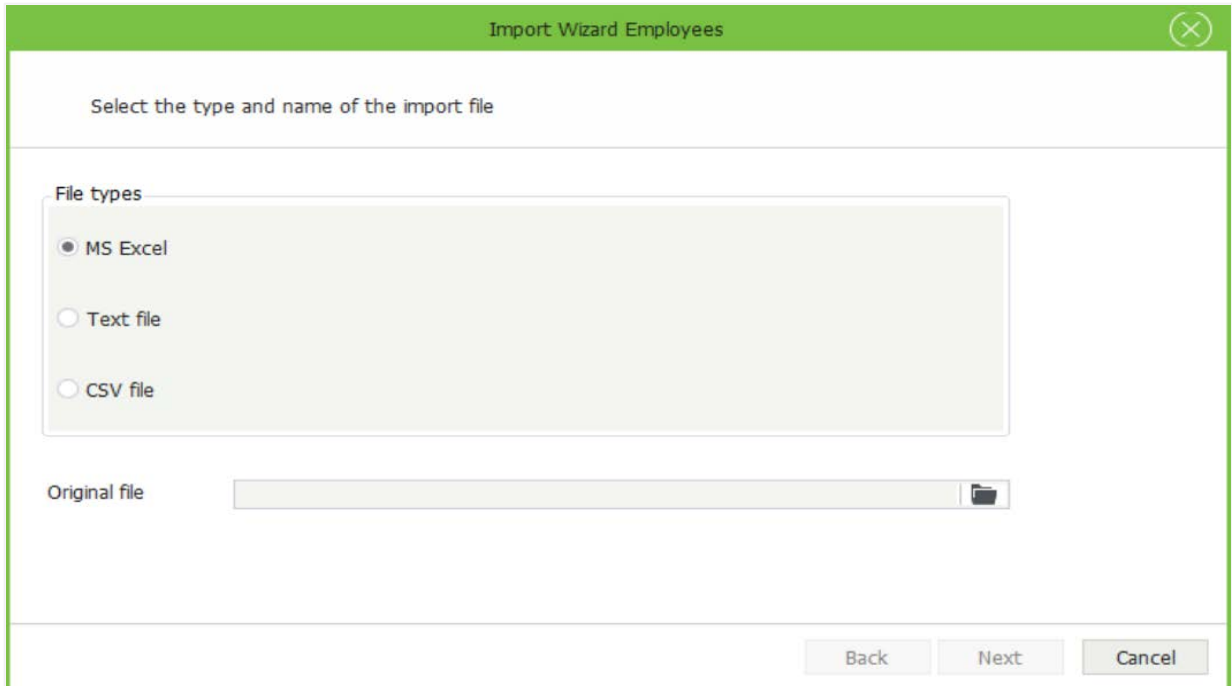 Import Wizard Employees
Select the type and name of the import file
File types
MS Excel
Text file
CSV file
Original file
Back Next Cancel